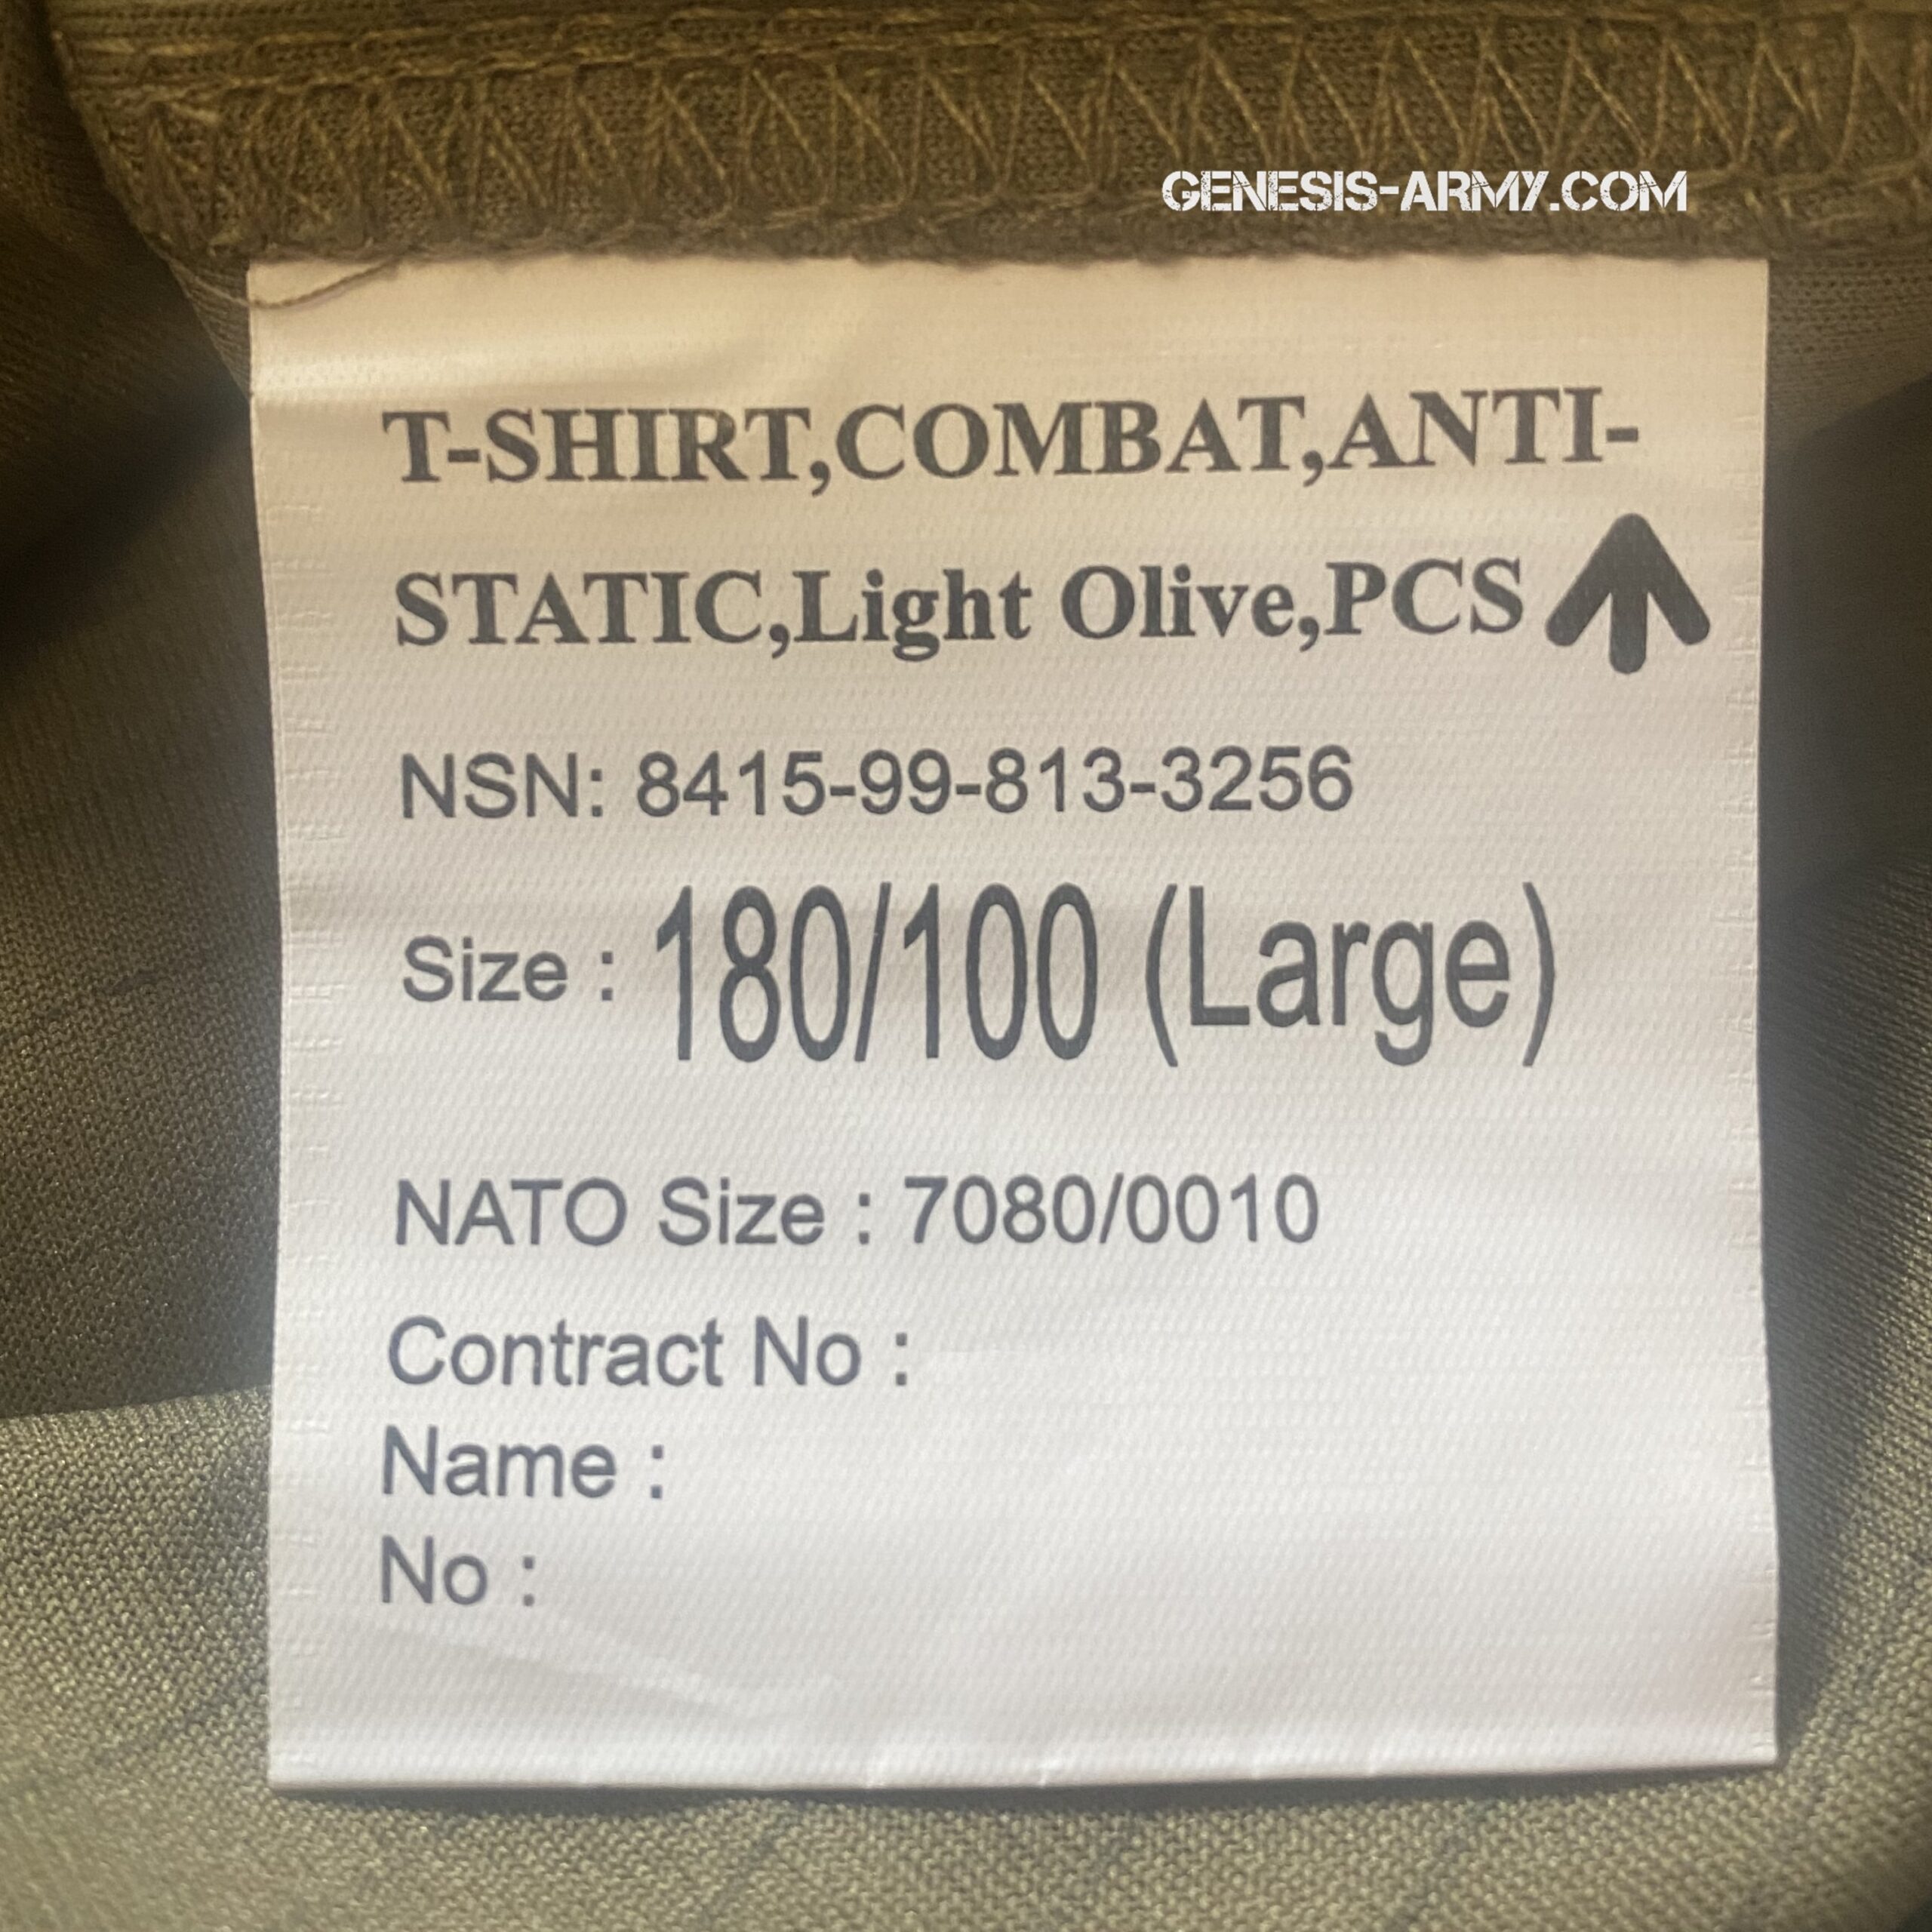 GENESIS-ARMY.COM
T-SHIRT,COMBAT,ANTI-
STATIC,Light Olive,PCS
NSN: 8415-99-813-3256
Size : 180/100 (Large)
NATO Size : 7080/0010
Contract No :
Name :
No :